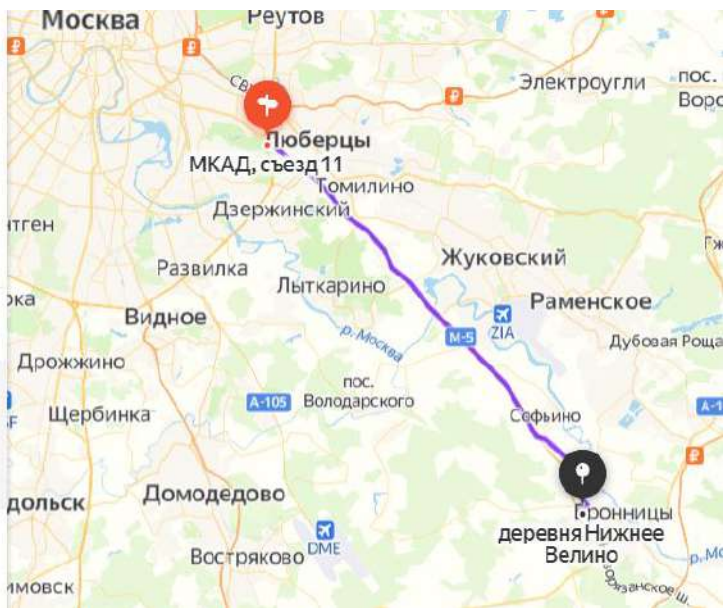 Москва
Реутов
₽
₽
Электроугли
пос.
₽
Люберцы
МКАД, съезд 11
Томилино
Дзержинский
Жуковский
Развилка
Лыткарино
Раменское
Видное
ZIA
р. Москва
М-5
Дубовая Роща
Дрожжино
пос.
Володарского
А-105
Софьино
Щербинка
₽
Домодедово
Бронницы
деревня Нижнее
Велино
DME
Востряково